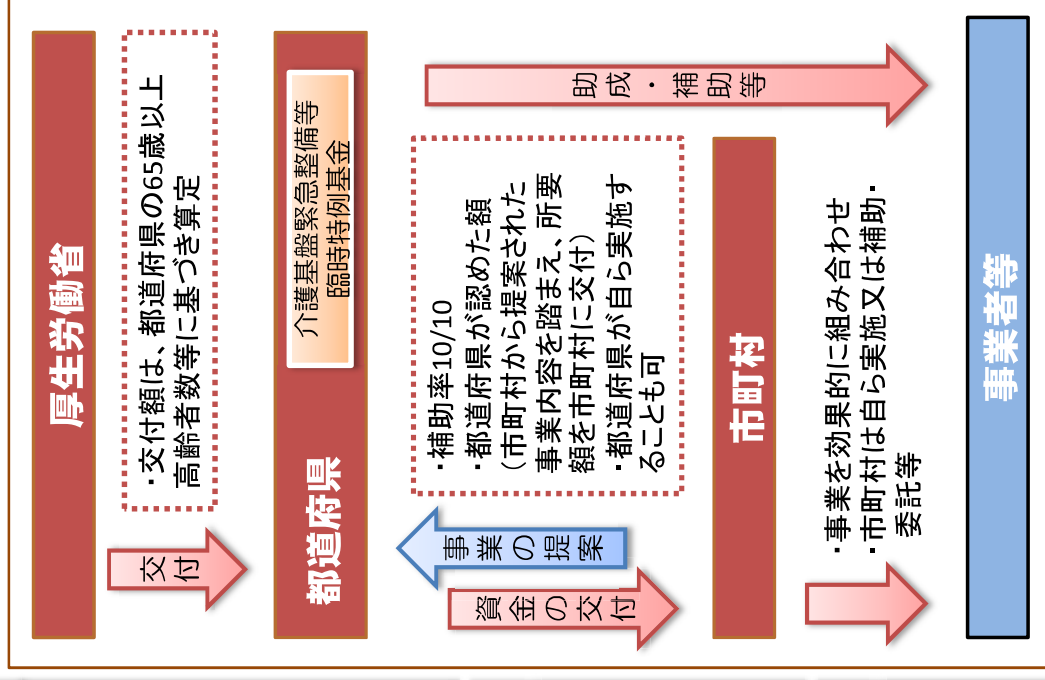 厚生労働省
交付
・交付額は、都道府県の65歳以上
高齢者数等に基づき算定
都道府県
介護基盤緊急整備等
臨時特例基金
資金の交付
事業の提案
・補助率10/10
・都道府県が認めた額
（市町村から提案された
事業内容を踏まえ、所要
額を市町村に交付）
・都道府県が自ら実施す
ることも可
助成・補助等
市町村
・事業を効果的に組み合わせ
・市町村は自ら実施又は補助・
委託等
事業者等